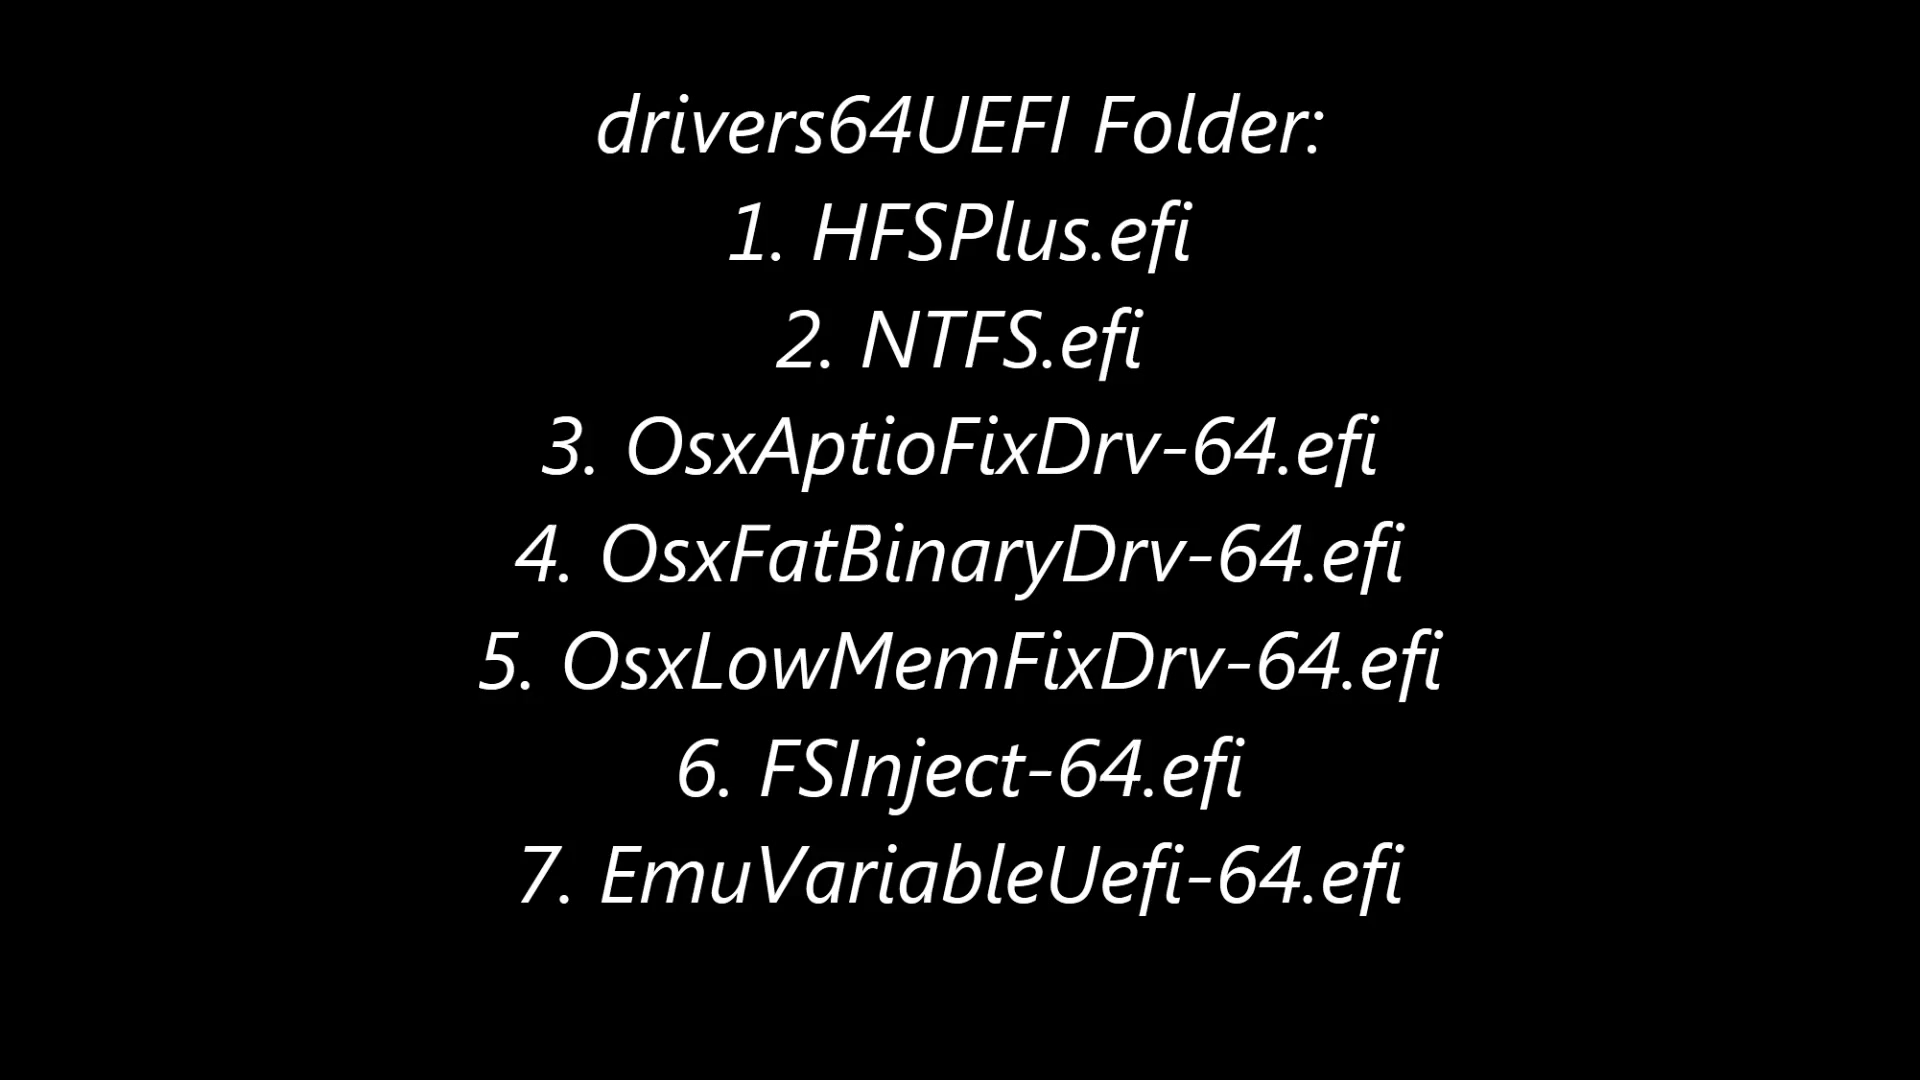 drivers64UEFI Folder:
1. HFSPlus.efi
2. NTFS.efi
3. OsxAptioFixDrv-64.efi
4. OsxFatBinaryDrv-64.efi
5. OsxLowMemFixDrv-64.efi
6. FSInject-64.efi
7. EmuVariableUefi-64.efi